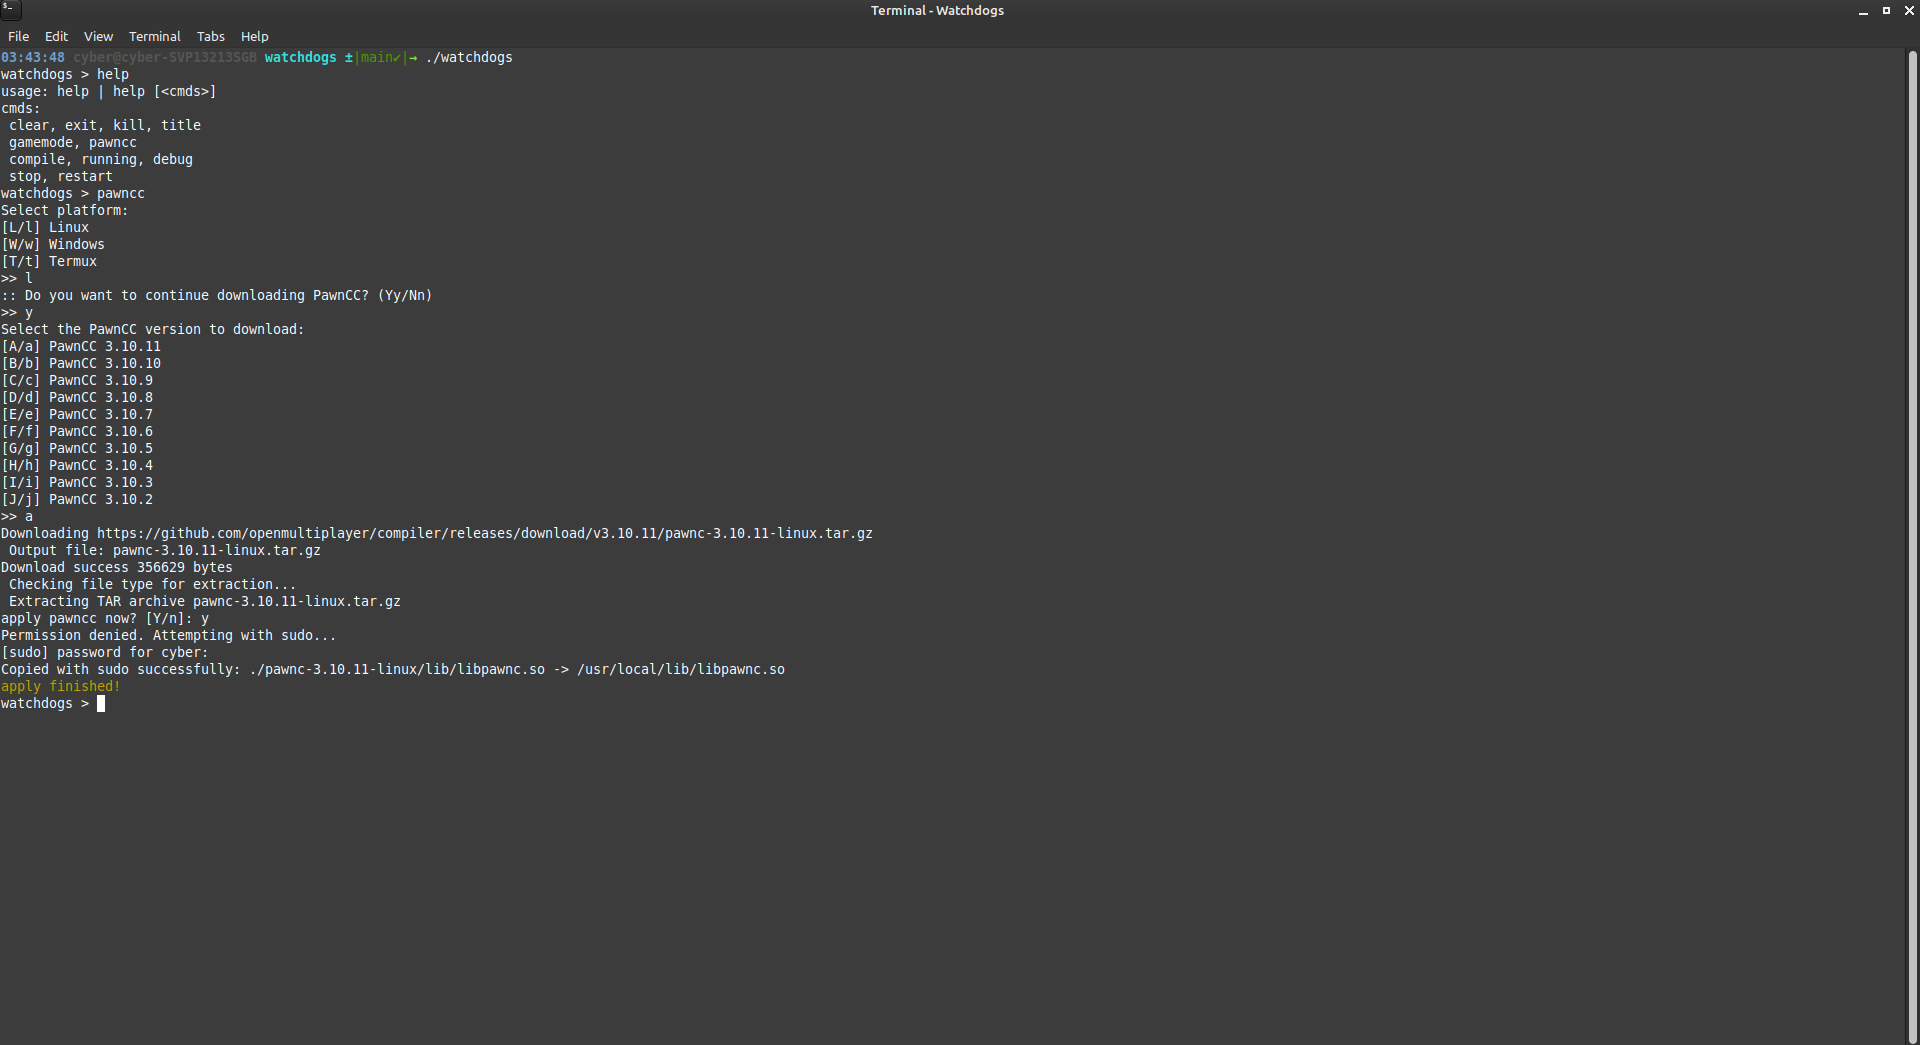 Terminal - Watchdogs
File Edit View Terminal Tabs Help
03:43:48 cyber@cyber-SVP13213SGB watchdogs ±|main✔|→ ./watchdogs
watchdogs > help
usage: help | help [<cmds>]
cmds:
 clear, exit, kill, title
 gamemode, pawncc
 compile, running, debug
 stop, restart
watchdogs > pawncc
Select platform:
[L/l] Linux
[W/w] Windows
[T/t] Termux
>> l
:: Do you want to continue downloading PawnCC? (Yy/Nn)
>> y
Select the PawnCC version to download:
[A/a] PawnCC 3.10.11
[B/b] PawnCC 3.10.10
[C/c] PawnCC 3.10.9
[D/d] PawnCC 3.10.8
[E/e] PawnCC 3.10.7
[F/f] PawnCC 3.10.6
[G/g] PawnCC 3.10.5
[H/h] PawnCC 3.10.4
[I/i] PawnCC 3.10.3
[J/j] PawnCC 3.10.2
>> a
Downloading https://github.com/openmultiplayer/compiler/releases/download/v3.10.11/pawnc-3.10.11-linux.tar.gz
 Output file: pawnc-3.10.11-linux.tar.gz
Download success 356629 bytes
 Checking file type for extraction...
 Extracting TAR archive pawnc-3.10.11-linux.tar.gz
apply pawncc now? [Y/n]: y
Permission denied. Attempting with sudo...
[sudo] password for cyber:
Copied with sudo successfully: ./pawnc-3.10.11-linux/lib/libpawnc.so -> /usr/local/lib/libpawnc.so
apply finished!
watchdogs >